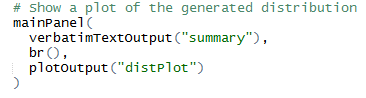 # Show a plot of the generated distribution
mainPanel(
  verbatimTextOutput("summary"),
  br(),
  plotOutput("distPlot")
)